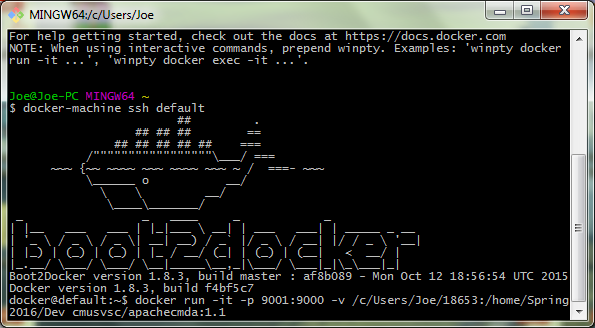 MINGW64:/c/Users/Joe
For help getting started, check out the docs at https://docs.docker.com
NOTE: When using interactive commands, prepend winpty. Examples: 'winpty docker
run -it ...', 'winpty docker exec -it ...'.
Joe@Joe-PC MINGW64 ~
$ docker-machine ssh default
boot2docker
Boot2Docker version 1.8.3, build master : af8b089 - Mon Oct 12 18:56:54 UTC 2015
Docker version 1.8.3, build f4bf5c7
docker@default:~$ docker run -it -p 9001:9000 -v /c/Users/Joe/18653:/home/Spring
2016/Dev cmusvsc/apachecmda:1.1